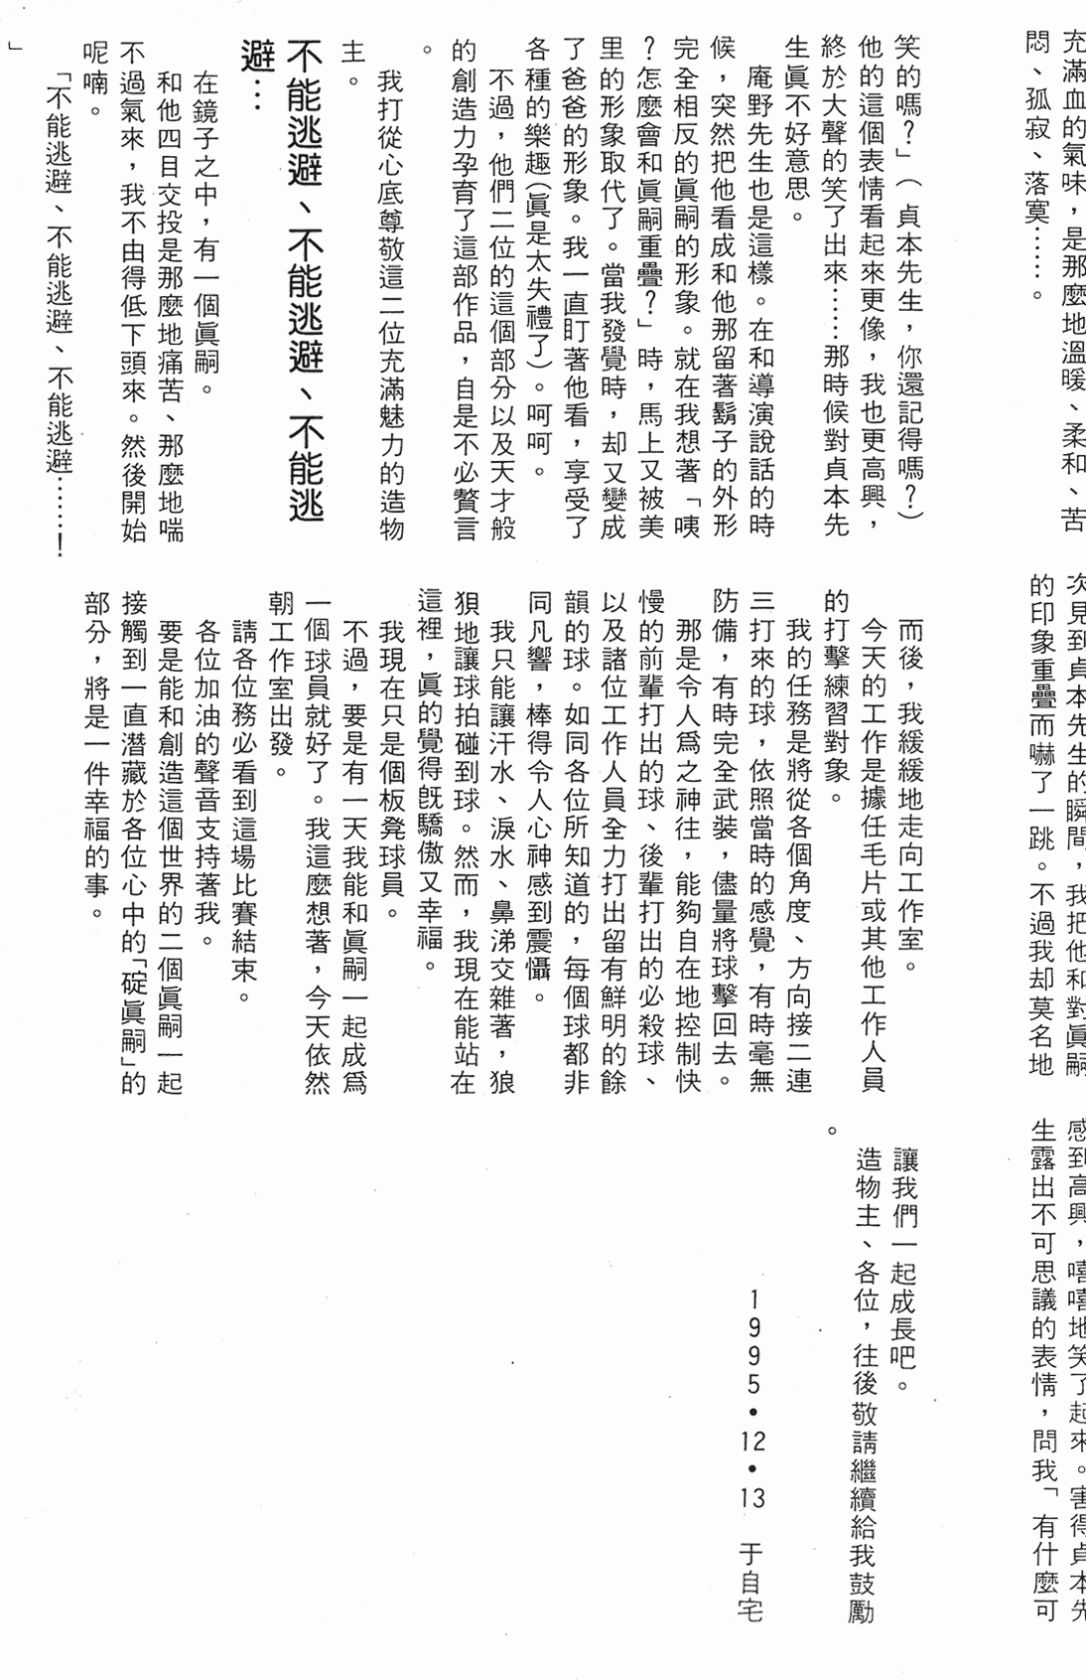 充滿血的氣味，是那麼地溫暖、柔和、苦
悶、孤寂、落寞……。
次見到貞本先生的瞬間，我把他和對眞嗣
的印象重疊而嚇了一跳。不過我却莫名地
感到高興，嘻嘻地笑了起來。害得貞本先
生露出不可思議的表情，問我「有什麼可
笑的嗎？」（貞本先生，你還記得嗎？）
他的這個表情看起來更像，我也更高興，
終於大聲的笑了出來……那時候對貞本先
生眞不好意思。
庵野先生也是這樣。在和導演說話的時
候，突然把他看成和他那留著鬍子的外形
完全相反的眞嗣的形象。就在我想著「咦
？怎麼會和眞嗣重疊？」時，馬上又被美
里的形象取代了。當我發覺時，却又變成
了爸爸的形象。我一直盯著他看，享受了
各種的樂趣（眞是太失禮了）。呵呵。
不過，他們二位的這個部分以及天才般
的創造力孕育了這部作品，自是不必贅言
。
我打從心底尊敬這二位充滿魅力的造物
主。
不能逃避、不能逃避、不能逃
避…
在鏡子之中，有一個眞嗣。
和他四目交投是那麼地痛苦、那麼地喘
不過氣來，我不由得低下頭來。然後開始
呢喃。
「不能逃避、不能逃避、不能逃避……！
」
而後，我緩緩地走向工作室。
今天的工作是據任毛片或其他工作人員
的打擊練習對象。
我的任務是將從各個角度、方向接二連
三打來的球，依照當時的感覺，有時毫無
防備，有時完全武裝，儘量將球擊回去。
那是令人爲之神往，能夠自在地控制快
慢的前輩打出的球、後輩打出的必殺球、
以及諸位工作人員全力打出留有鮮明的餘
韻的球。如同各位所知道的，每個球都非
同凡響，棒得令人心神感到震懾。
我只能讓汗水、淚水、鼻涕交雜著，狼
狽地讓球拍碰到球。然而，我現在能站在
這裡，眞的覺得旣驕傲又幸福。
我現在只是個板凳球員。
不過，要是有一天我能和眞嗣一起成爲
一個球員就好了。我這麼想著，今天依然
朝工作室出發。
請各位務必看到這場比賽結束。
各位加油的聲音支持著我。
要是能和創造這個世界的二個眞嗣一起
接觸到一直潛藏於各位心中的「碇眞嗣」的
部分，將是一件幸福的事。
讓我們一起成長吧。
造物主、各位，往後敬請繼續給我鼓勵
。
1995•12•13　于自宅